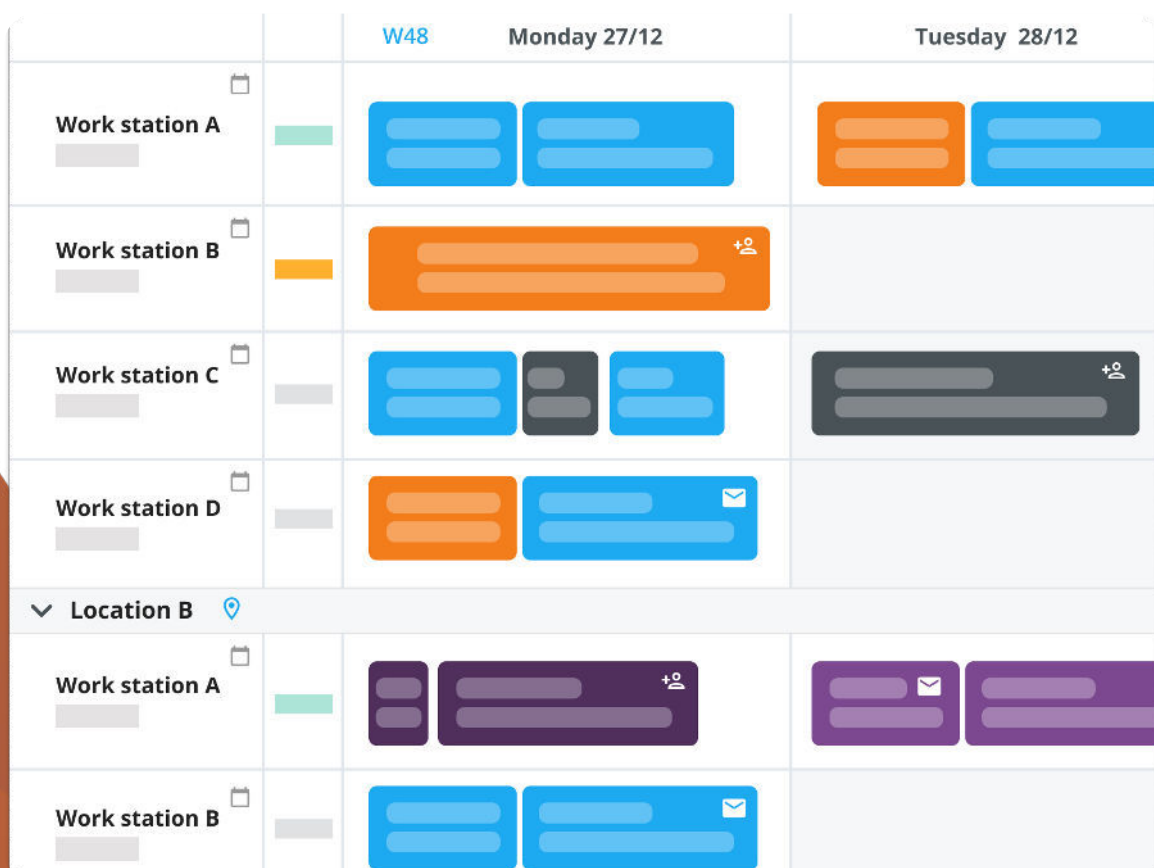 W48 Monday 27/12 Tuesday 28/12
Work station A
Work station B
Work station C
Work station D
Location B
Work station A
Work station B